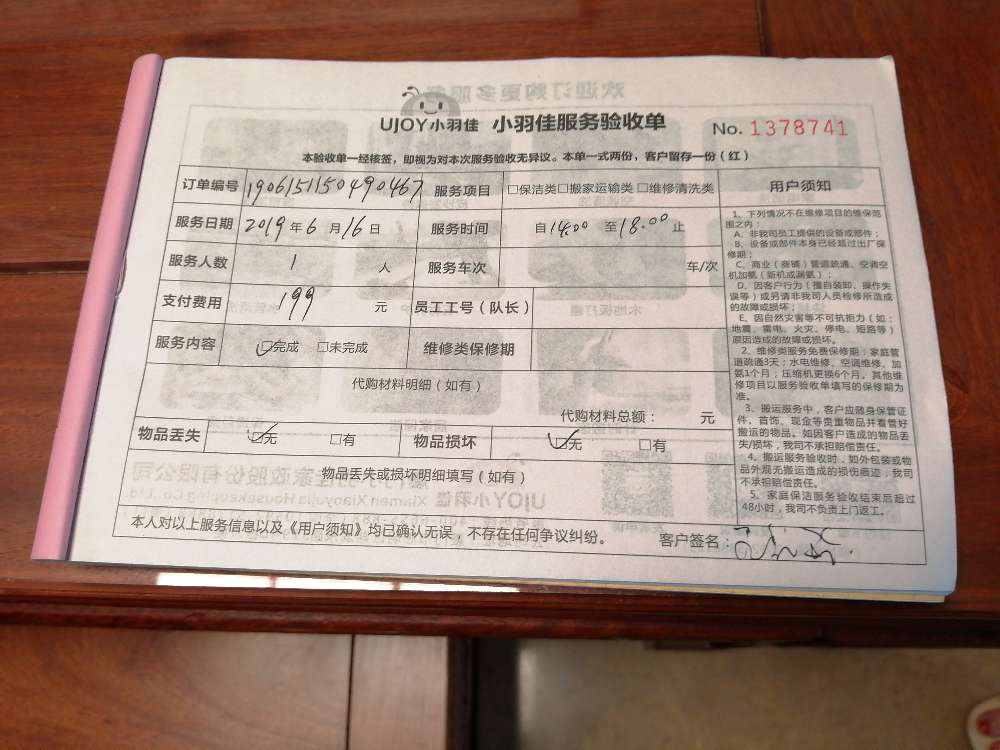 UJOY小羽佳 小羽佳服务验收单 No. 1378741
本验收单一经核签，即视为对本次服务验收无异议。本单一式两份，客户留存一份（红）
订单编号 190615115049 0467 服务项目 □保洁类□搬家运输类□维修清洗类
服务日期 2019年6月16日 服务时间 自14:00 至18:00止
服务人数 1 人 服务车次 车/次
支付费用 199 元 员工工号（队长）
服务内容 ☑完成 □未完成 维修类保修期
代购材料明细（如有）
代购材料总额： 元
物品丢失 ☑无 □有 物品损坏 ☑无 □有
物品丢失或损坏明细填写（如有）
本人对以上服务信息以及《用户须知》均已确认无误，不存在任何争议纠纷。 客户签名：
用户须知
1、下列情况不在维修项目的维保范
围之内：
A、非我司员工提供的设备或部件；
B、设备或部件本身已经超过出厂保
修期；
C、商业（商铺）管道疏通、空调空
机加氨（新机或漏氨）；
D、因客户行为（擅自装卸、操作失
误等）或另请非我司人员检修所造成
的故障或损坏；
E、因自然灾害等不可抗拒力（如：
地震、雷电、火灾、停电、短路等）
原因造成的故障或损坏。
2、维修类服务免费保修期：家庭管
道疏通3天；水电维修、空调维修、加
氨1个月；压缩机更换6个月。其他维
修项目以服务验收单填写的保修期为
准。
3、搬运服务中，客户应随身保管证
件、首饰、现金等贵重物品并看管好
搬运的物品。如因客户造成的物品丢
失/损坏，我司不承担赔偿责任。
4、搬运服务验收时，如外包装或物
品外观无搬运造成的损伤痕迹，我司
不承担赔偿责任。
5、家庭保洁服务验收结束后超过
48小时，我司不负责上门返工。